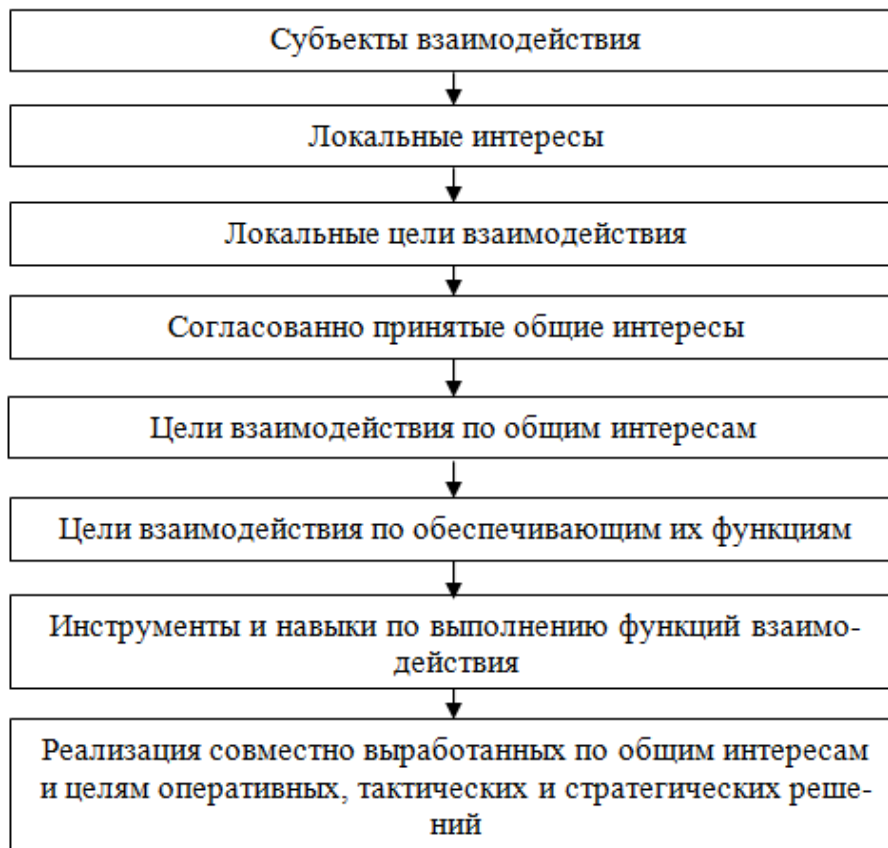 Субъекты взаимодействия
Локальные интересы
Локальные цели взаимодействия
Согласованно принятые общие интересы
Цели взаимодействия по общим интересам
Цели взаимодействия по обеспечивающим их функциям
Инструменты и навыки по выполнению функций взаимо-
действия
Реализация совместно выработанных по общим интересам
и целям оперативных, тактических и стратегических реше-
ний